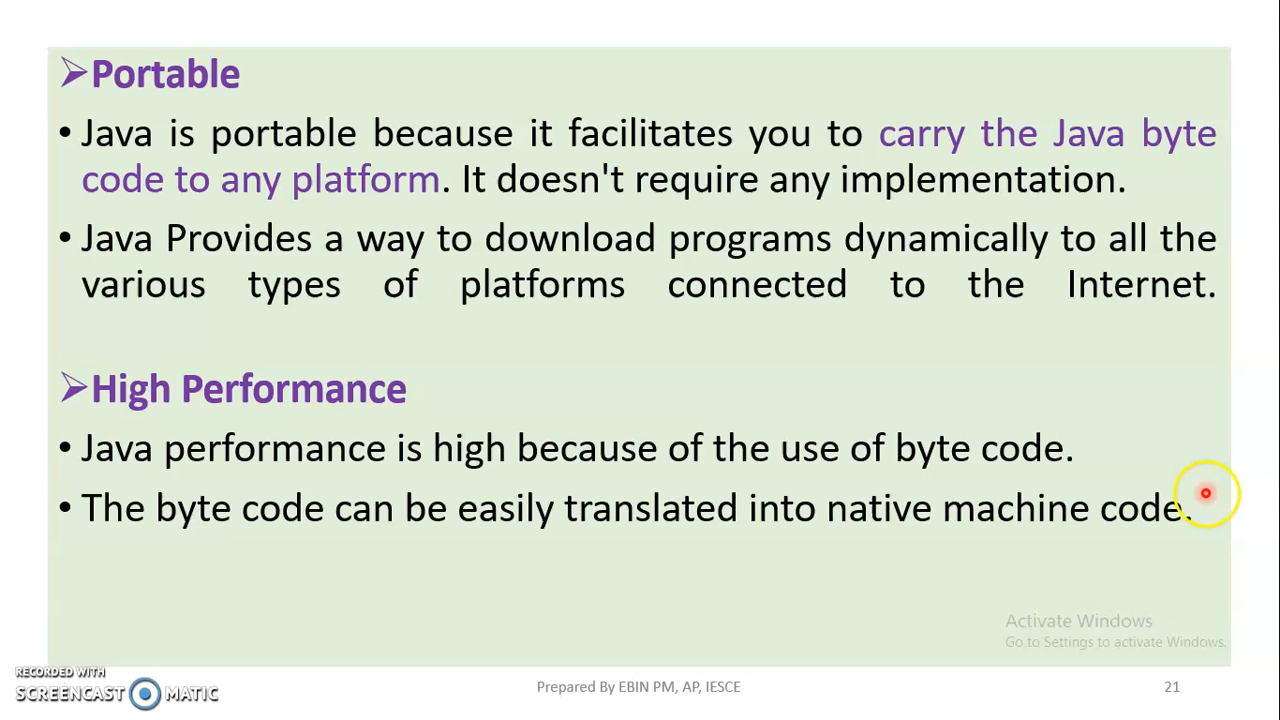 ➢Portable
• Java is portable because it facilitates you to carry the Java byte
code to any platform. It doesn't require any implementation.
• Java Provides a way to download programs dynamically to all the
various types of platforms connected to the Internet.
➢High Performance
• Java performance is high because of the use of byte code.
• The byte code can be easily translated into native machine code.
Activate Windows
Go to Settings to activate Windows.
RECORDED WITH
SCREENCAST MATIC
Prepared By EBIN PM, AP, IESCE
21